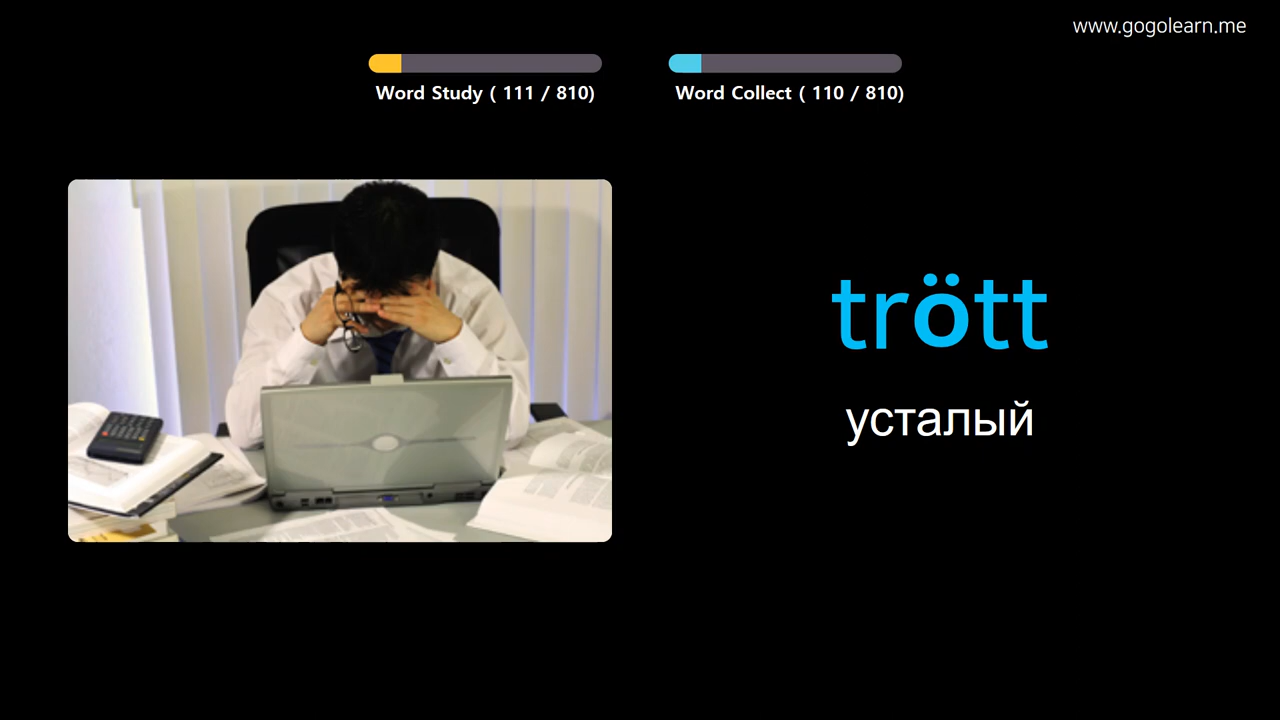 www.gogolearn.me
Word Study ( 111 / 810)
Word Collect ( 110 / 810)
trött
усталый